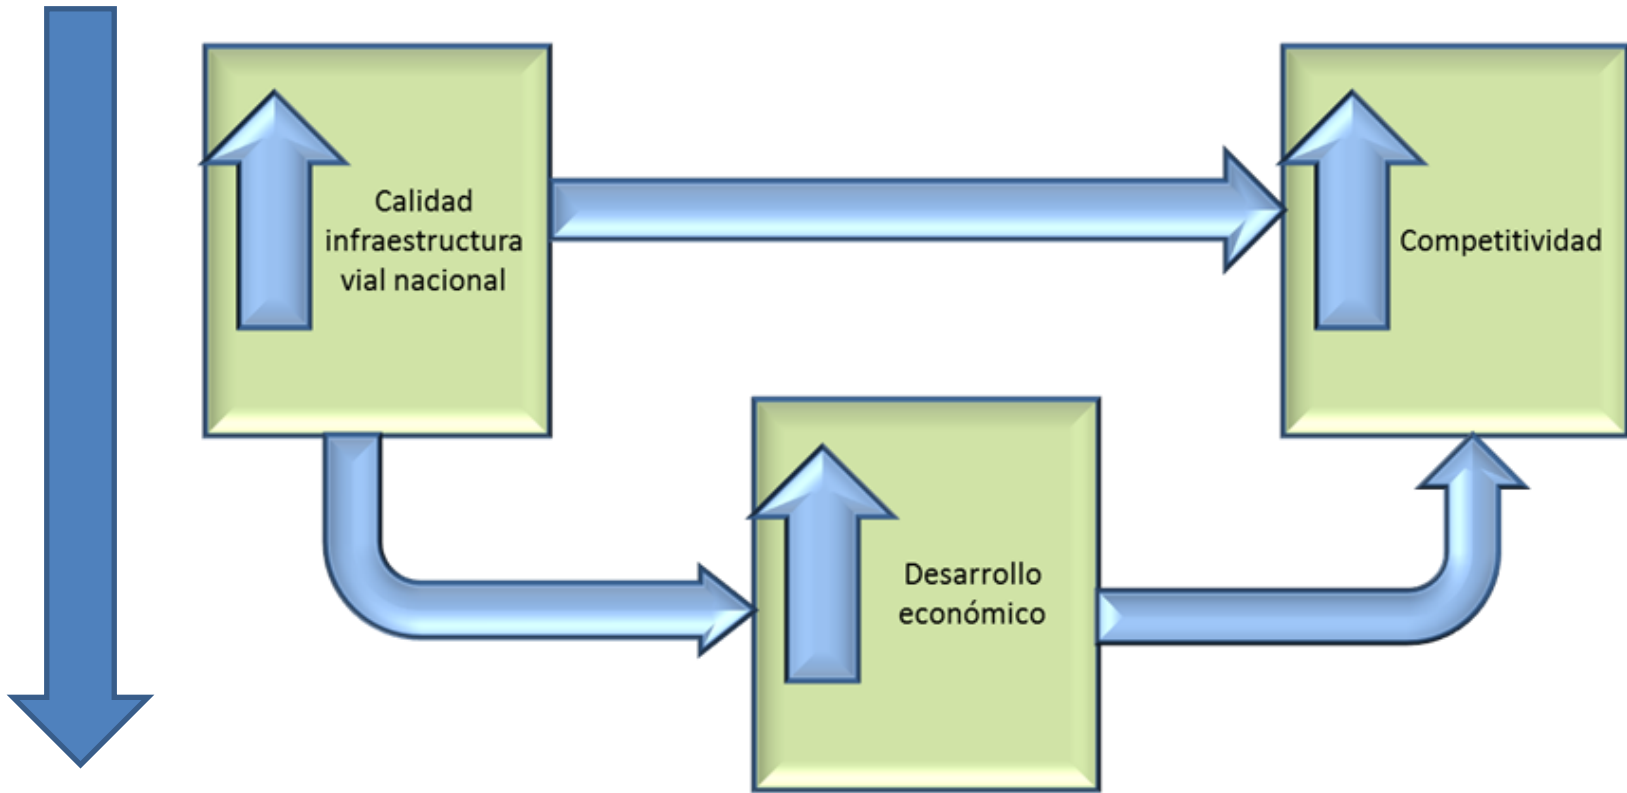 Calidad
infraestructura
vial nacional
Competitividad
Desarrollo
económico